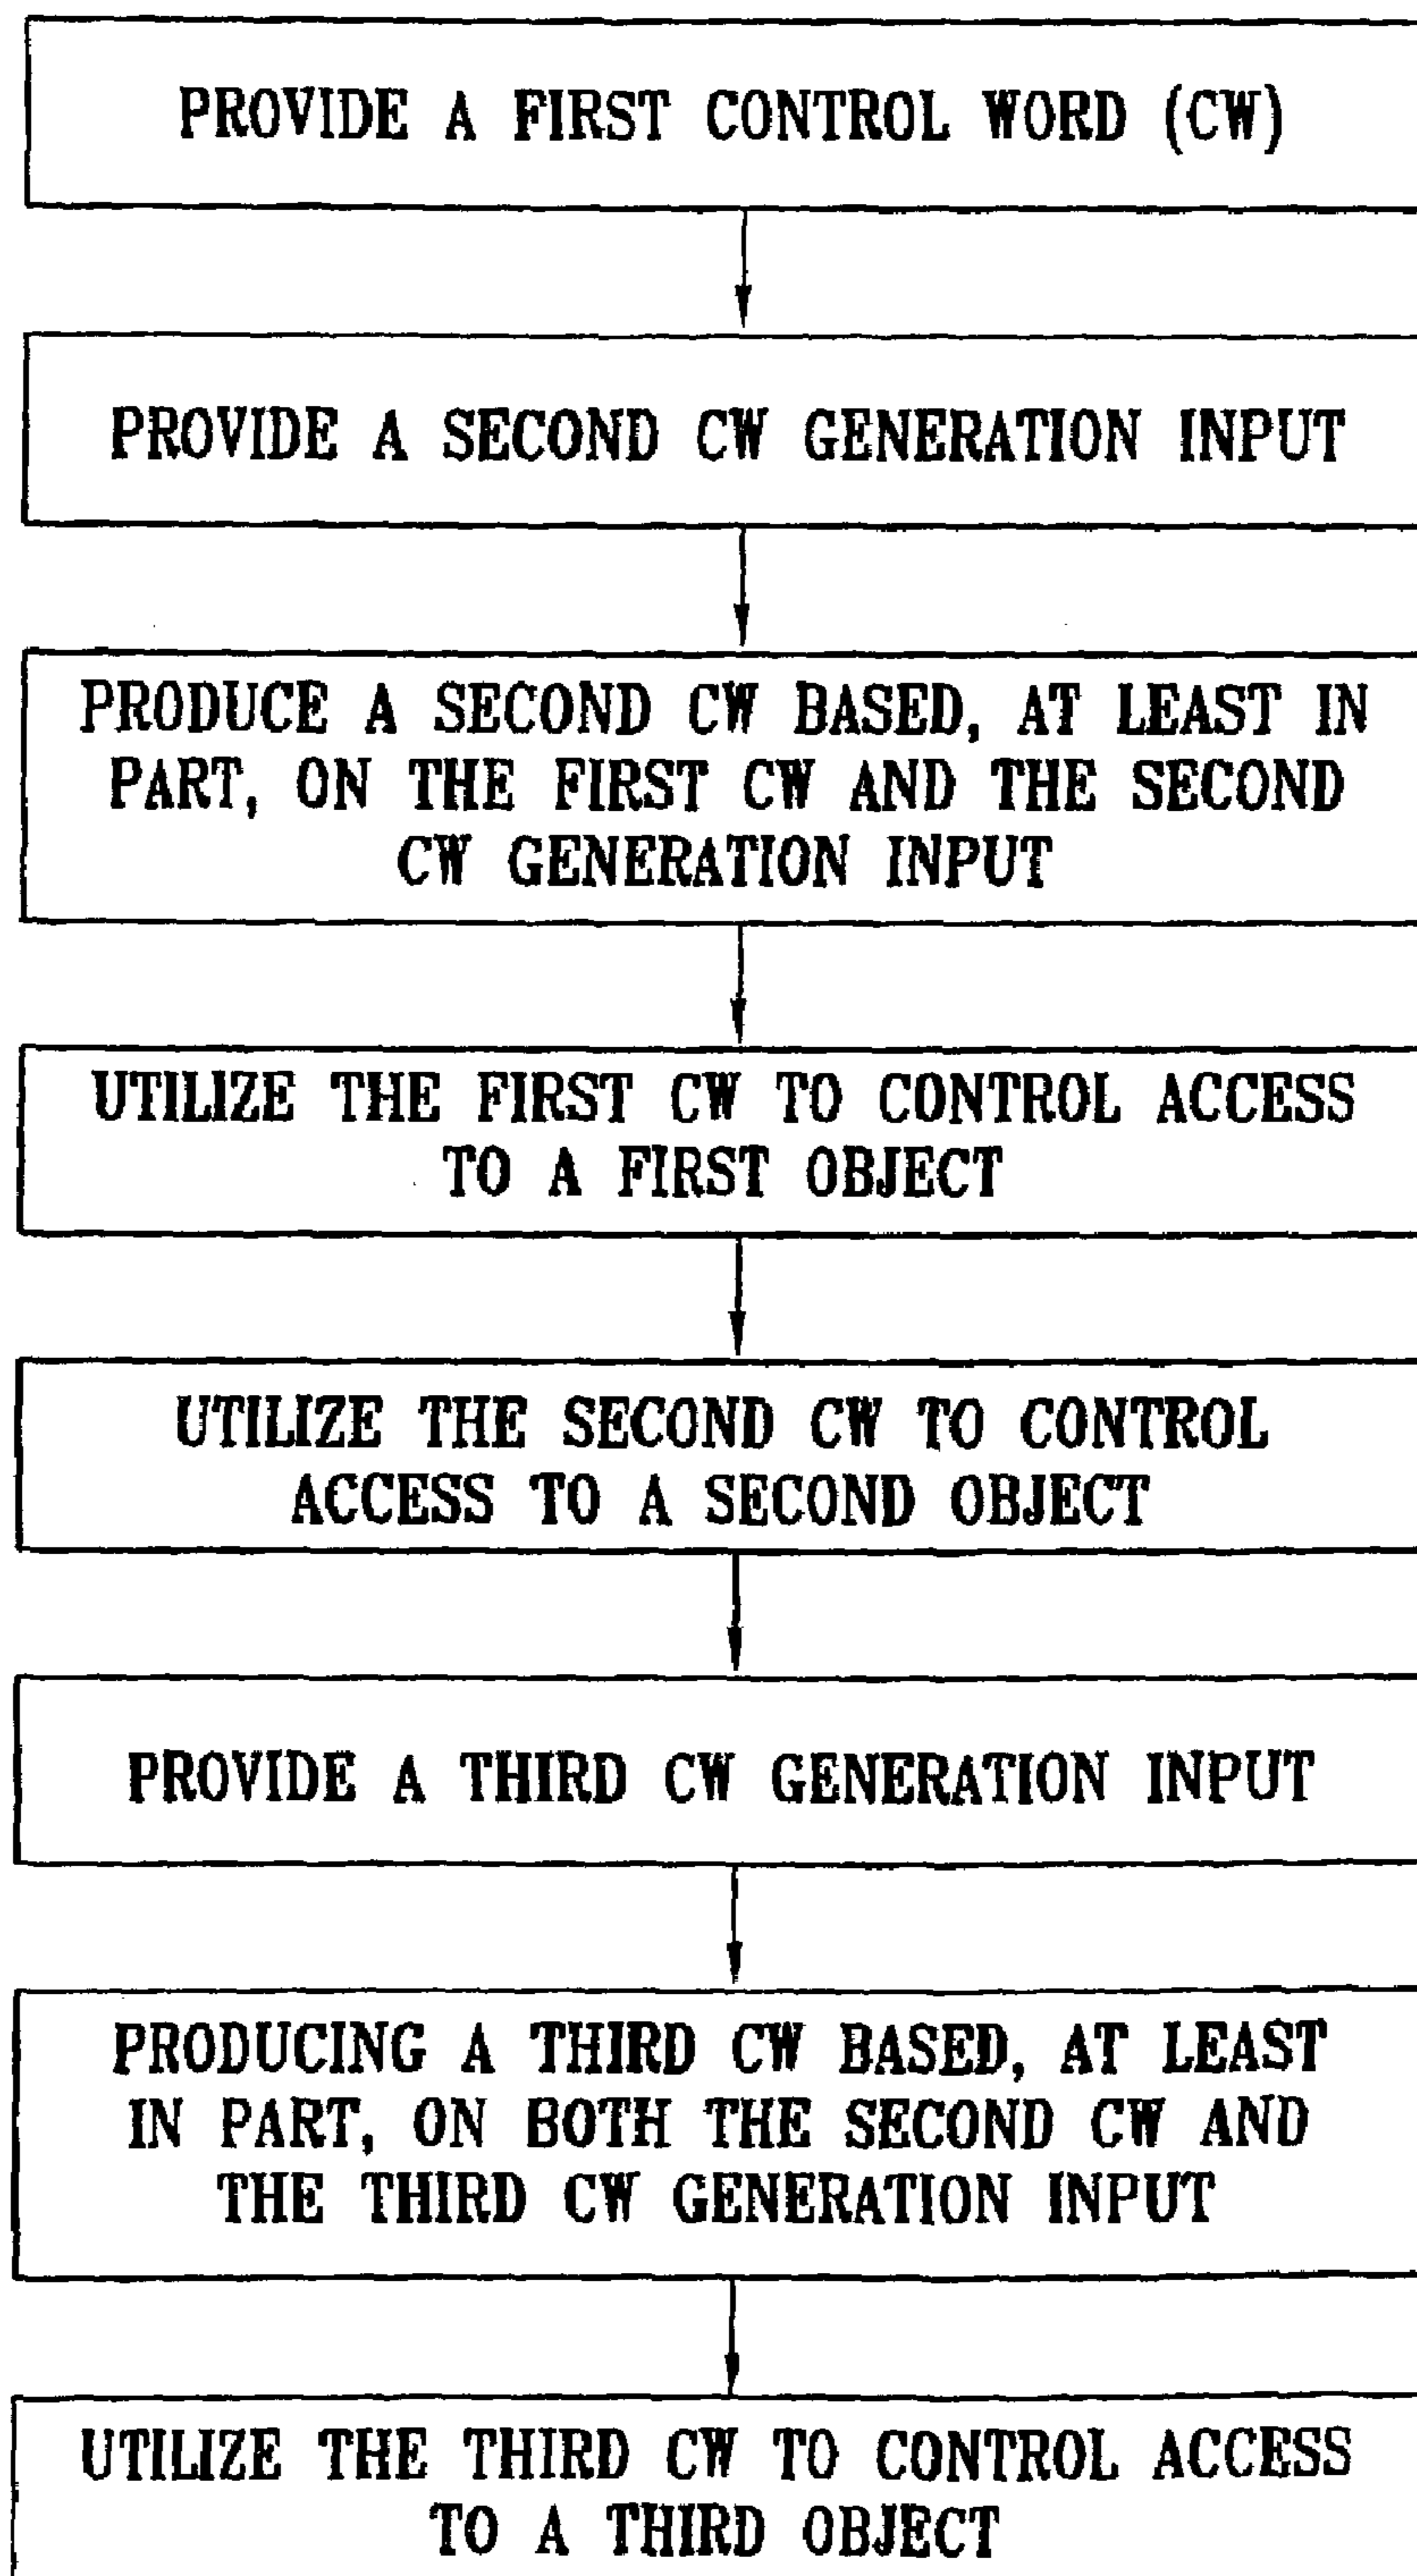 PROVIDE A FIRST CONTROL WORD (CW)
PROVIDE A SECOND CW GENERATION INPUT
PRODUCE A SECOND CW BASED, AT LEAST IN
PART, ON THE FIRST CW AND THE SECOND
CW GENERATION INPUT
UTILIZE THE FIRST CW TO CONTROL ACCESS
TO A FIRST OBJECT
UTILIZE THE SECOND CW TO CONTROL
ACCESS TO A SECOND OBJECT
PROVIDE A THIRD CW GENERATION INPUT
PRODUCING A THIRD CW BASED, AT LEAST
IN PART, ON BOTH THE SECOND CW AND
THE THIRD CW GENERATION INPUT
UTILIZE THE THIRD CW TO CONTROL ACCESS
TO A THIRD OBJECT